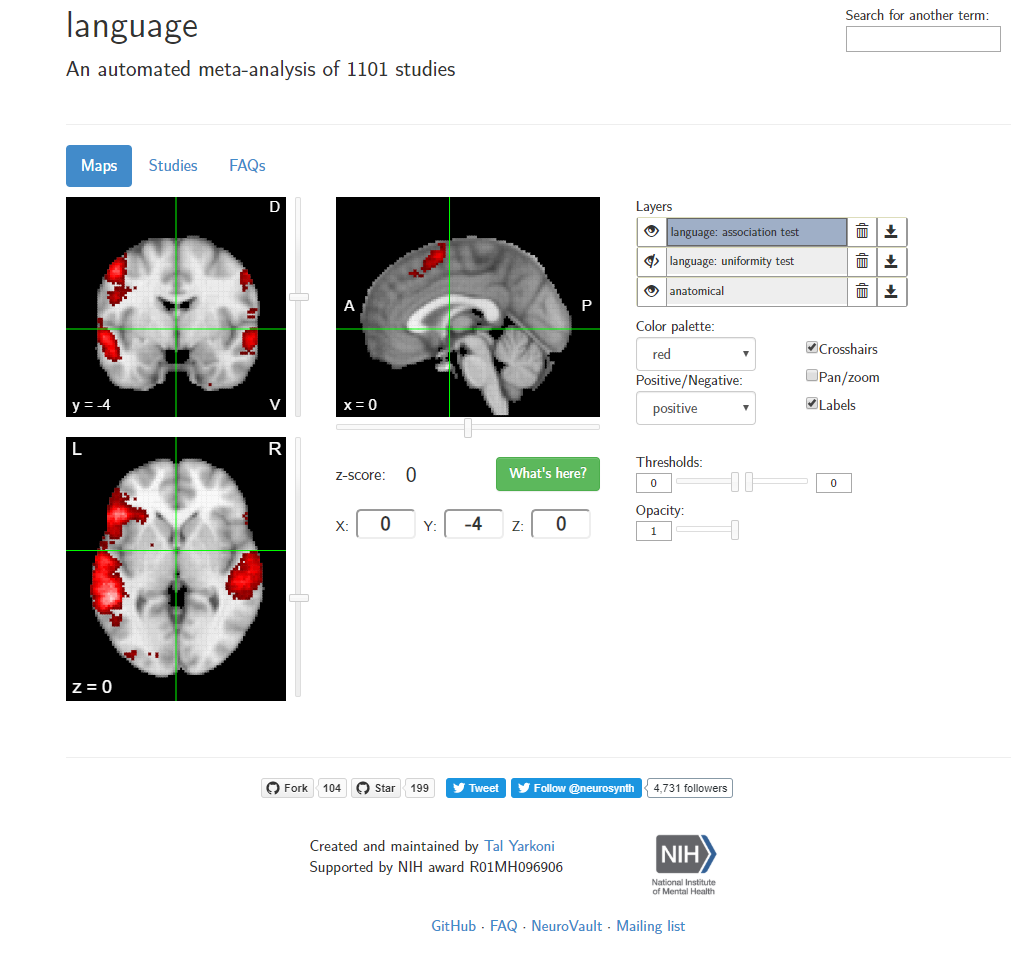 language
Search for another term:
An automated meta-analysis of 1101 studies
Maps Studies FAQs
D
y = -4 V
A P
x = 0
L R
z = 0
z-score: 0 What's here?
X: 0 Y: -4 Z: 0
Layers
language: association test
language: uniformity test
anatomical
Color palette:
red
Positive/Negative:
positive
Crosshairs
Pan/zoom
Labels
Thresholds:
0 0
Opacity:
1
Fork 104 Star 199 Tweet Follow @neurosynth 4,731 followers
Created and maintained by Tal Yarkoni
Supported by NIH award R01MH096906
NIH
National Institute
of Mental Health
GitHub · FAQ · NeuroVault · Mailing list